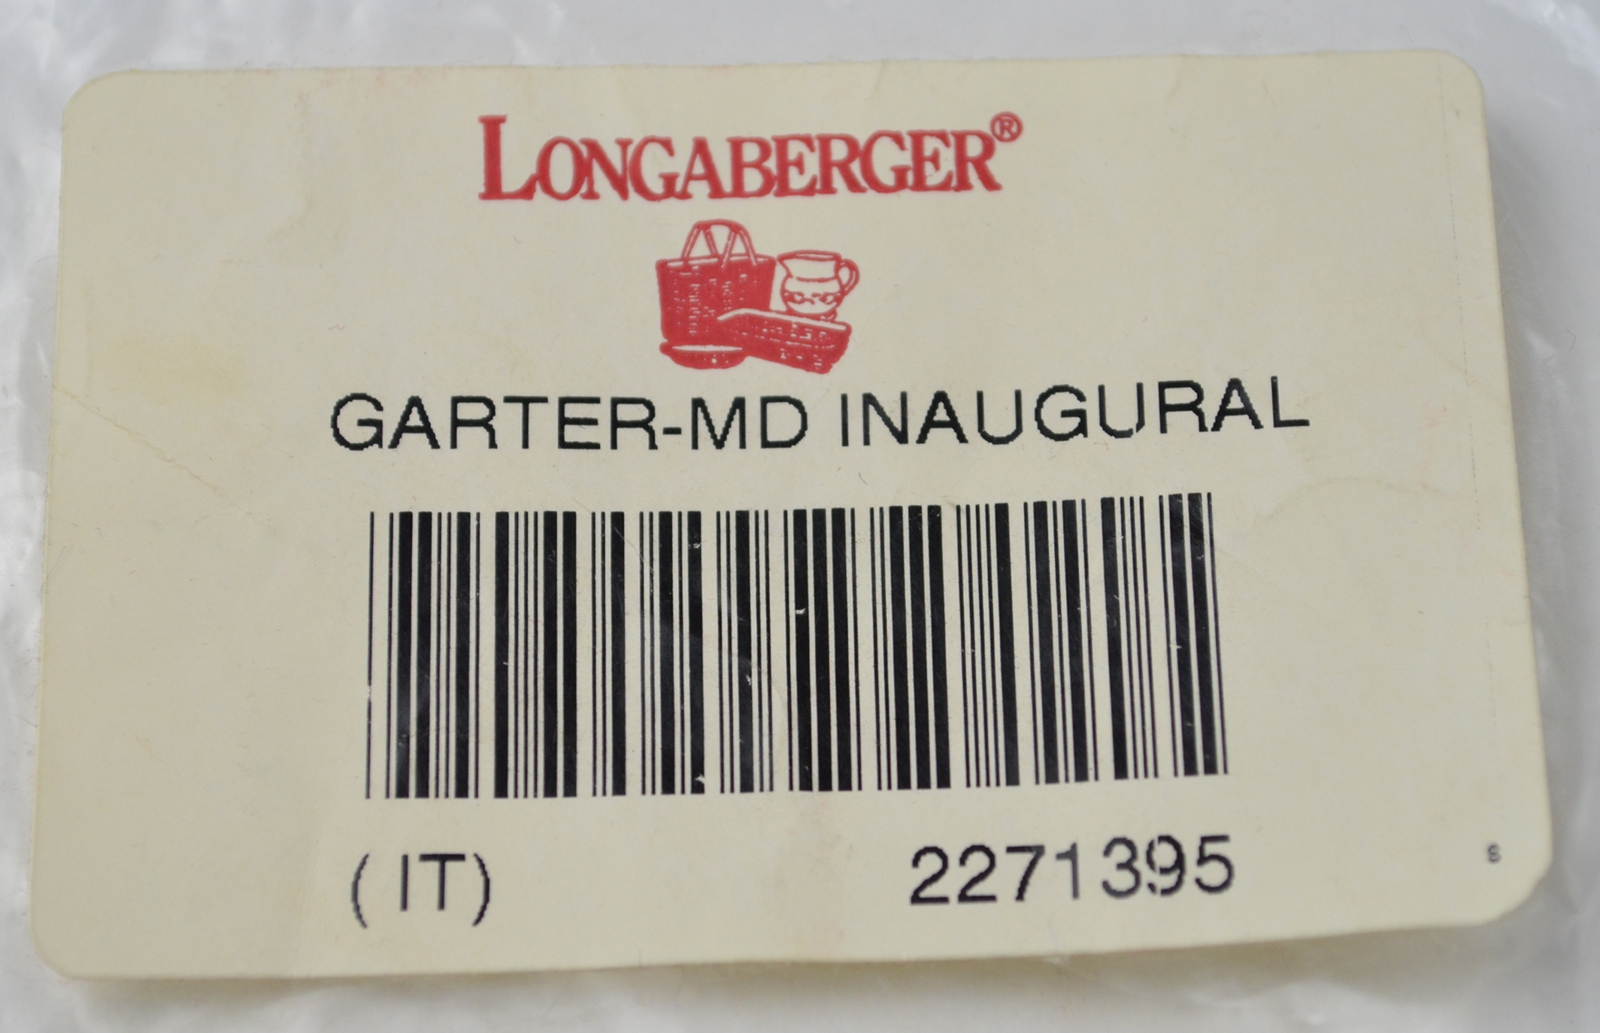 LONGABERGER®
GARTER-MD INAUGURAL
( IT) 2271395
s